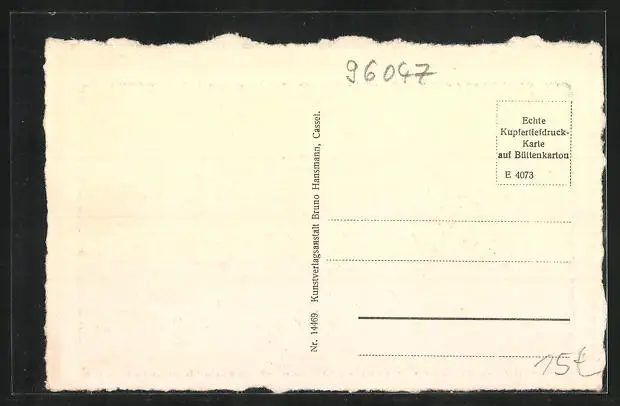 96047
Echte
Kupfertiefdruck-
Karte
auf Büttenkarton
E 4073
Nr. 14469. Kunstverlagsanstalt Bruno Hansmann, Cassel.
15€